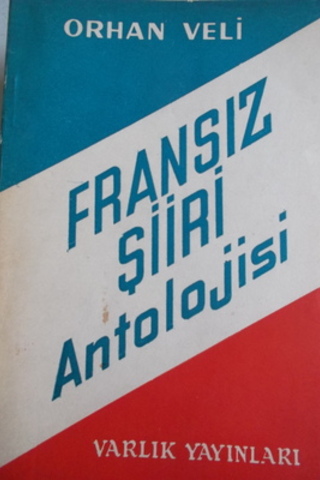 ORHAN VELİ
FRANSIZ
ŞİİRİ
Antolojisi
VARLIK YAYINLARI